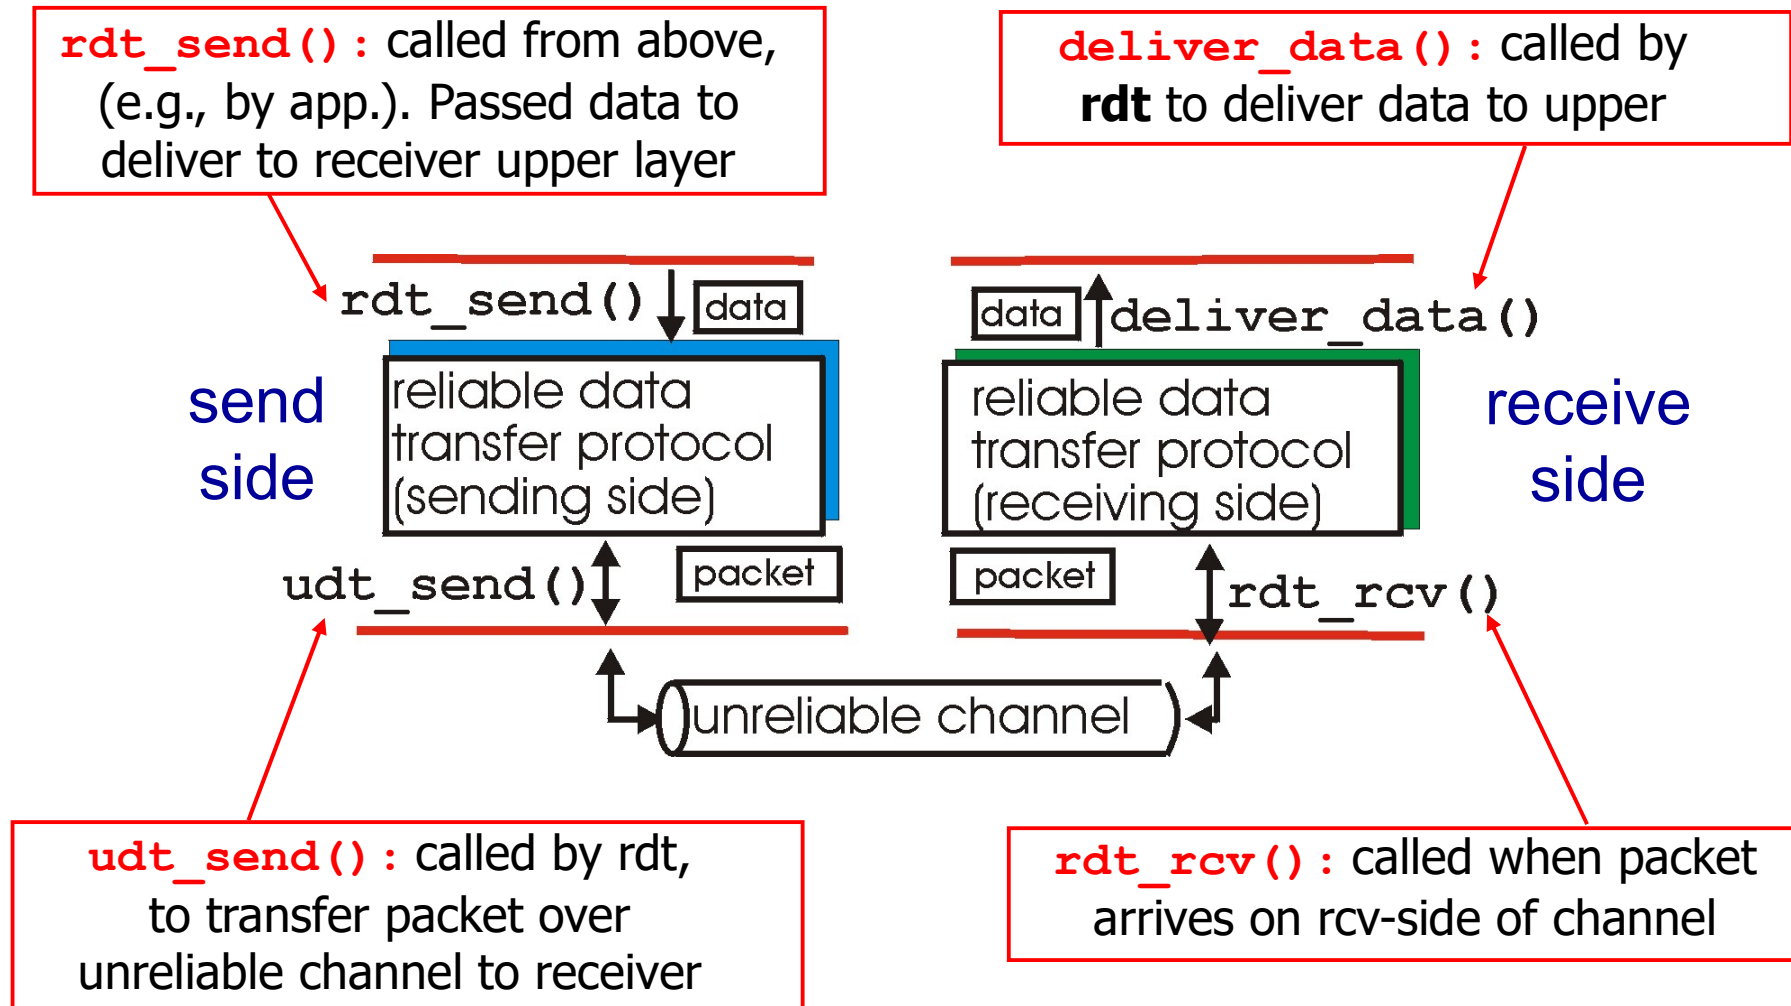 rdt_send(): called from above,
(e.g., by app.). Passed data to
deliver to receiver upper layer
deliver_data(): called by
rdt to deliver data to upper
rdt_send()
data
data
deliver_data()
send
side
reliable data
transfer protocol
(sending side)
reliable data
transfer protocol
(receiving side)
receive
side
udt_send()
packet
packet
rdt_rcv()
unreliable channel
udt_send(): called by rdt,
to transfer packet over
unreliable channel to receiver
rdt_rcv(): called when packet
arrives on rcv-side of channel